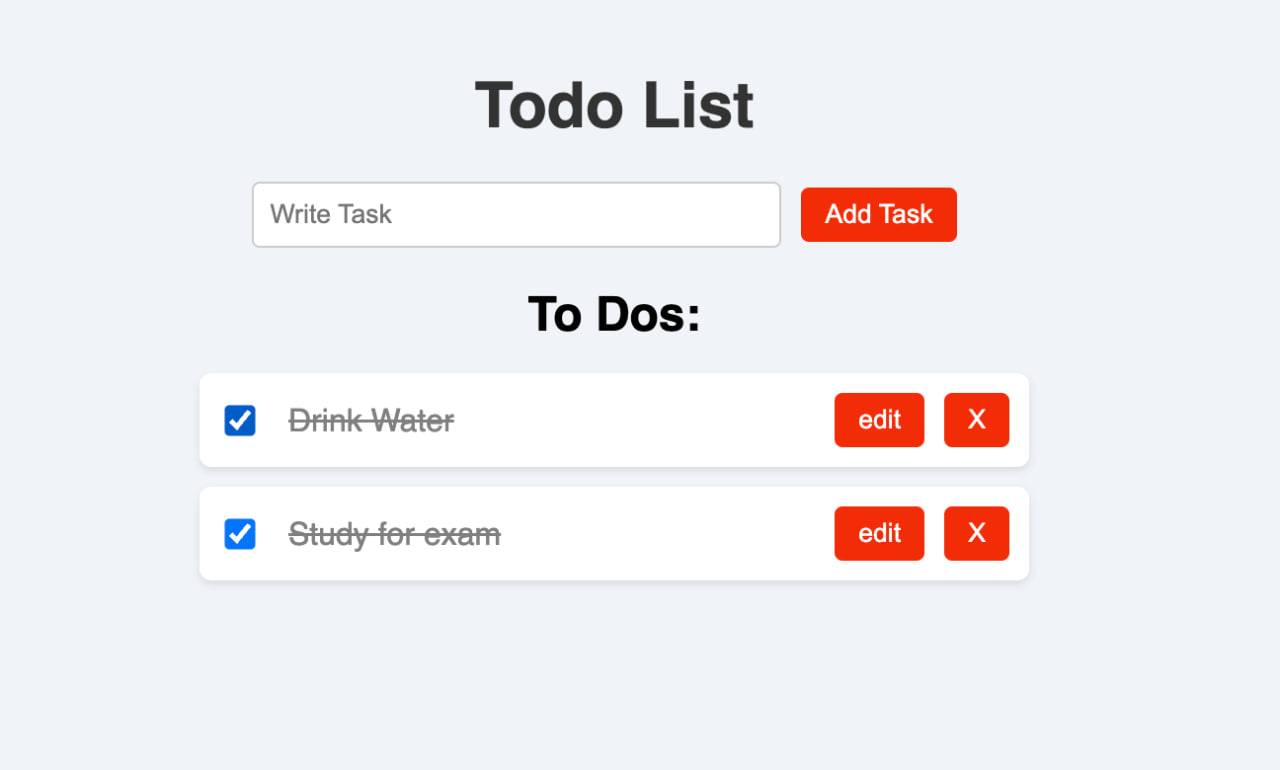 Todo List
Write Task Add Task
To Dos:
Drink Water edit X
Study for exam edit X